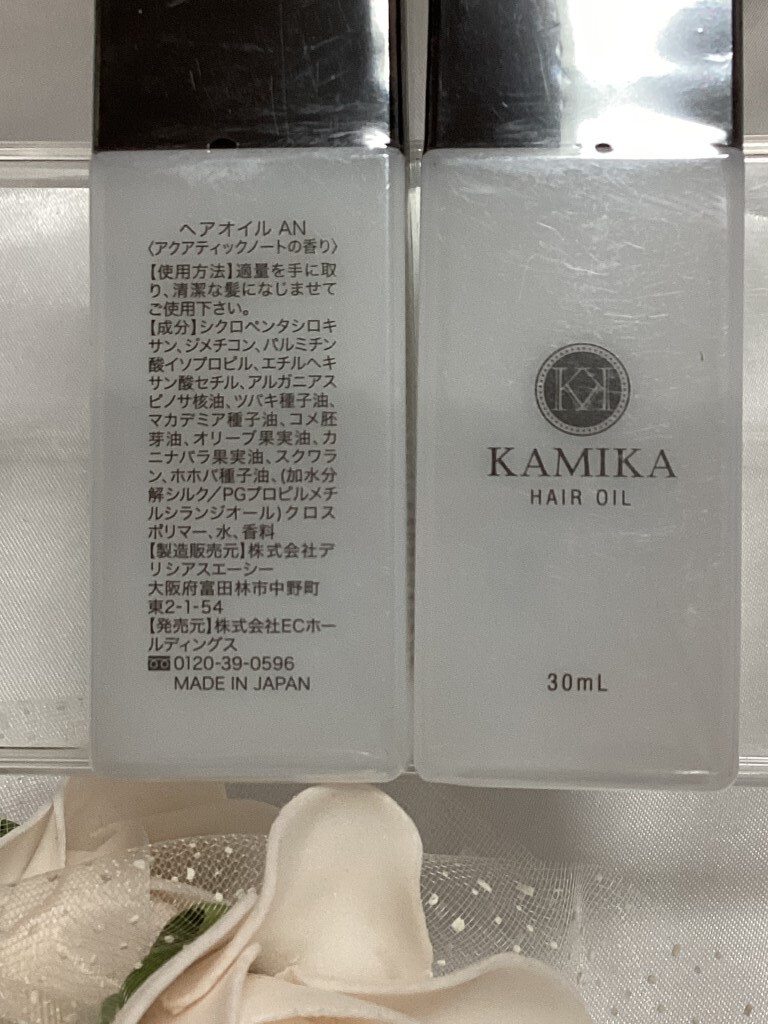 ヘアオイル AN
〈アクアティックノートの香り〉
【使用方法】適量を手に取
り、清潔な髪になじませて
ご使用下さい。
【成分】シクロペンタシロキ
サン、ジメチコン、パルミチン
酸イソプロピル、エチルヘキ
サン酸セチル、アルガニアス
ピノサ核油、ツバキ種子油、
マカデミア種子油、コメ胚
芽油、オリーブ果実油、カ
ニナバラ果実油、スクワラ
ン、ホホバ種子油、(加水分
解シルク／PGプロピルメチ
ルシランジオール)クロス
ポリマー、水、香料
【製造販売元】株式会社デ
リシアスエーシー
大阪府富田林市中野町
東2-1-54
【発売元】株式会社ECホー
ルディングス
0120-39-0596
MADE IN JAPAN
KK
KAMIKA
HAIR OIL
30mL